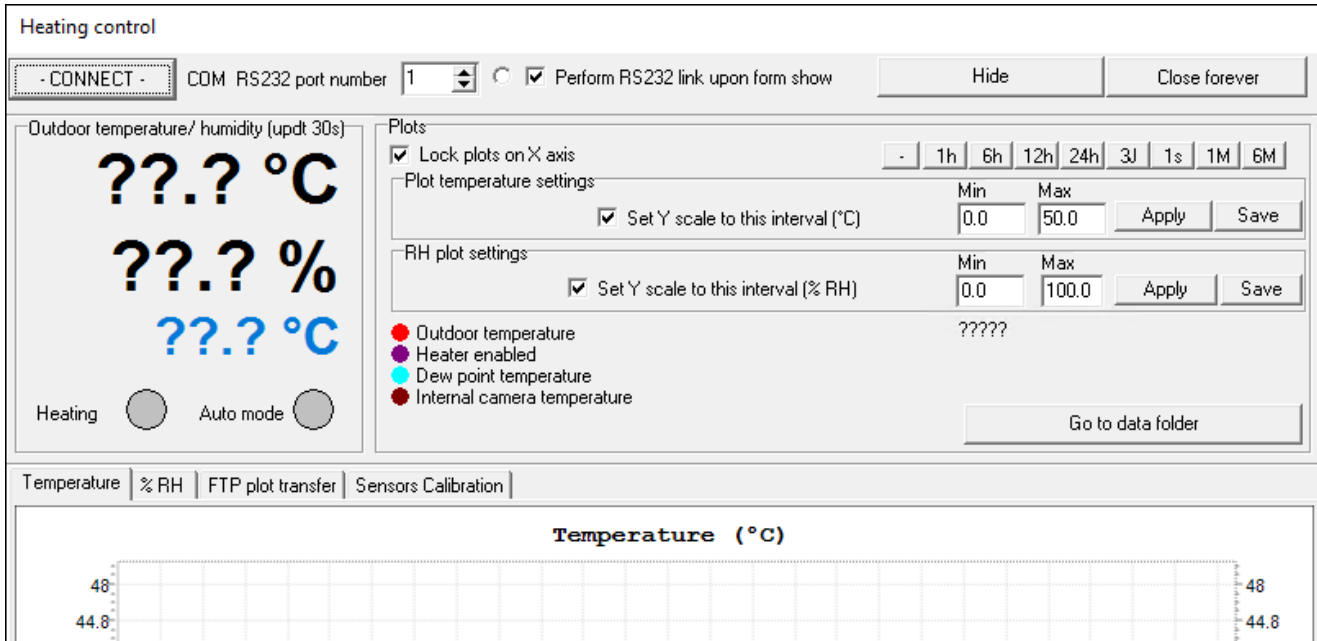 Heating control
- CONNECT - COM RS232 port number 1 Perform RS232 link upon form show Hide Close forever
Outdoor temperature/ humidity (updt 30s)
??.? °C
??.? %
??.? °C
Heating Auto mode
Plots
Lock plots on X axis - 1h 6h 12h 24h 3J 1s 1M 6M
Plot temperature settings
Min Max
Set Y scale to this interval (°C) 0.0 50.0 Apply Save
RH plot settings
Min Max
Set Y scale to this interval (% RH) 0.0 100.0 Apply Save
?????
Outdoor temperature
Heater enabled
Dew point temperature
Internal camera temperature
Go to data folder
Temperature % RH FTP plot transfer Sensors Calibration
Temperature (°C)
48 48
44.8 44.8